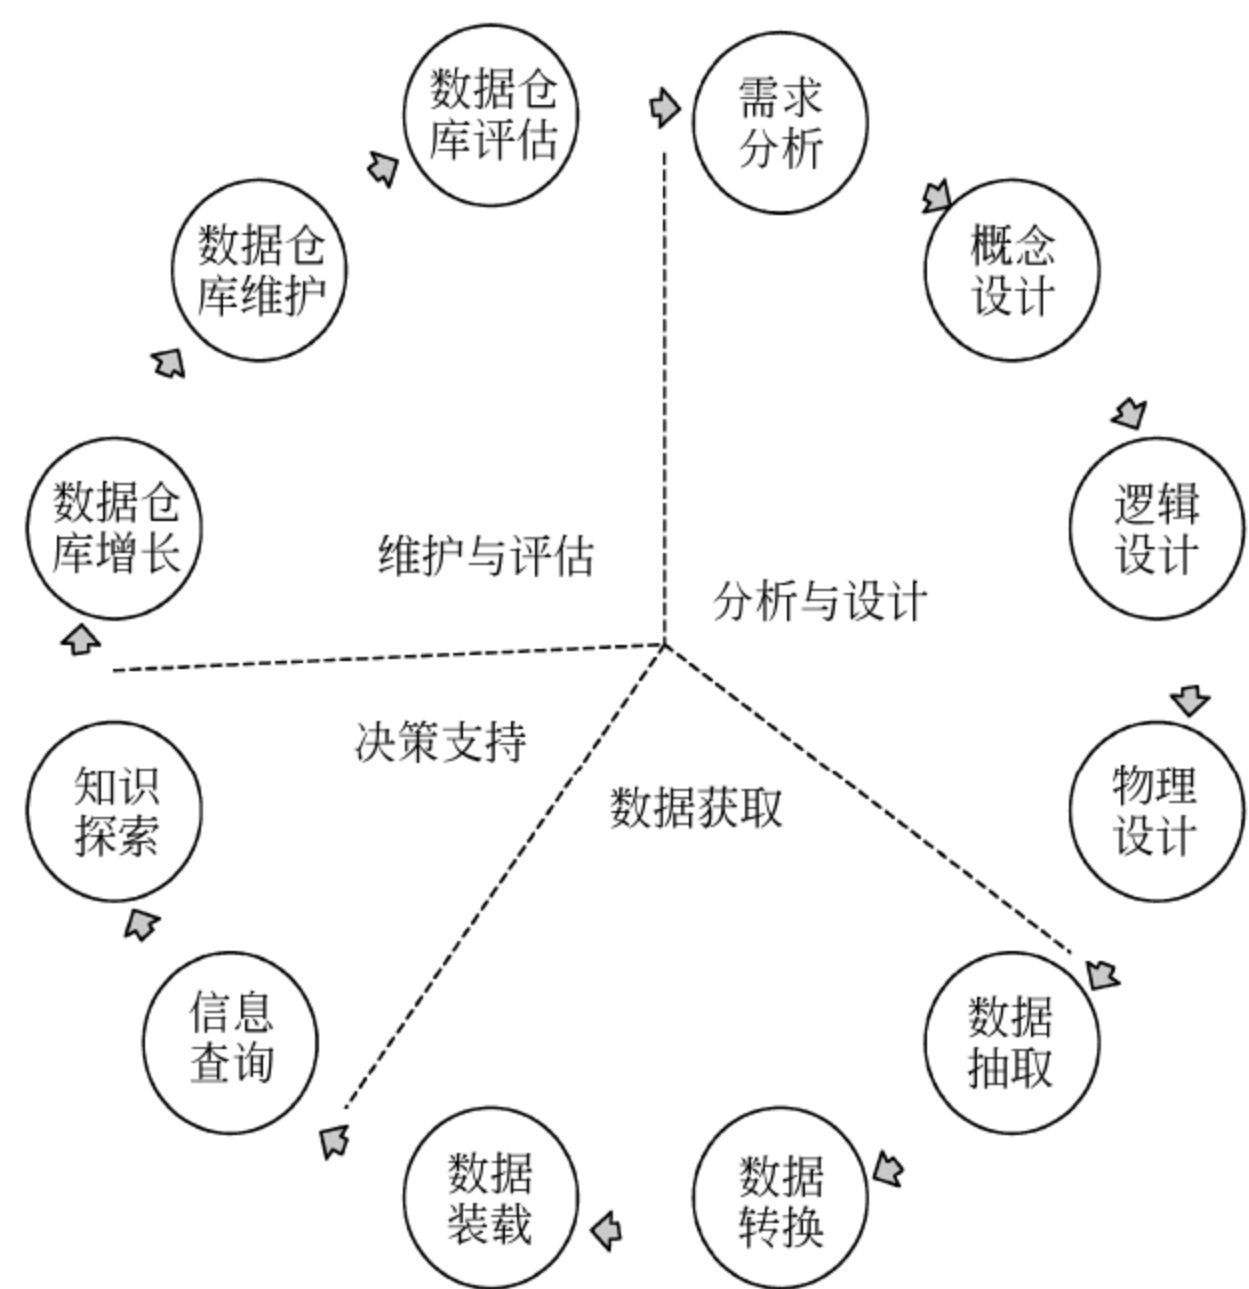 数据仓
库评估
需求
分析
数据仓
库维护
概念
设计
数据仓
库增长
逻辑
设计
维护与评估
分析与设计
决策支持
数据获取
知识
探索
物理
设计
信息
查询
数据
抽取
数据
装载
数据
转换